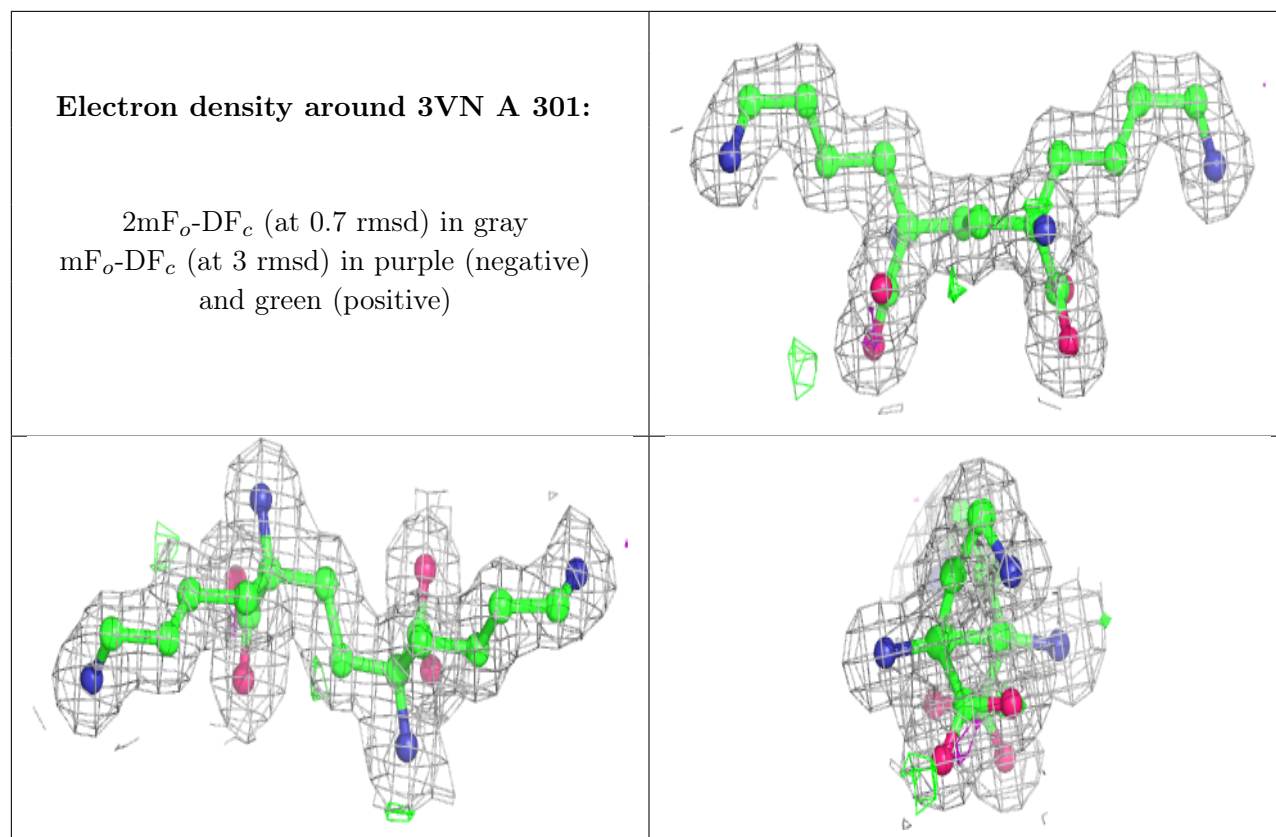 Electron density around 3VN A 301:
2mFo-DFc (at 0.7 rmsd) in gray
mFo-DFc (at 3 rmsd) in purple (negative)
and green (positive)